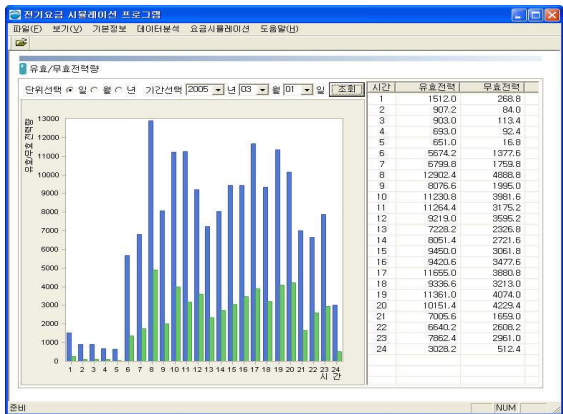 전기요금 시뮬레이션 프로그램
파일(F) 보기(V) 기본정보 데이터분석 요금시뮬레이션 도움말(H)
유효/무효전력량
단위선택 일 월 년 기간선택 2005 년 03 월 01 일 조회
유효/무효 전력량
13000
12000
11000
10000
9000
8000
7000
6000
5000
4000
3000
2000
1000
0
1 2 3 4 5 6 7 8 9 10 11 12 13 14 15 16 17 18 19 20 21 22 23 24
시 간
시간 유효전력 무효전력
1 1512.0 268.8
2 907.2 84.0
3 903.0 113.4
4 693.0 92.4
5 651.0 16.8
6 5674.2 1377.6
7 6799.8 1759.8
8 12902.4 4888.8
9 8076.6 1995.0
10 11230.8 3981.6
11 11264.4 3175.2
12 9219.0 3595.2
13 7228.2 2326.8
14 8051.4 2721.6
15 9450.0 3061.8
16 9420.6 3477.6
17 11655.0 3880.8
18 9336.6 3213.0
19 11361.0 4074.0
20 10151.4 4229.4
21 7005.6 1659.0
22 6640.2 2608.2
23 7862.4 2961.0
24 3028.2 512.4
준비 NUM